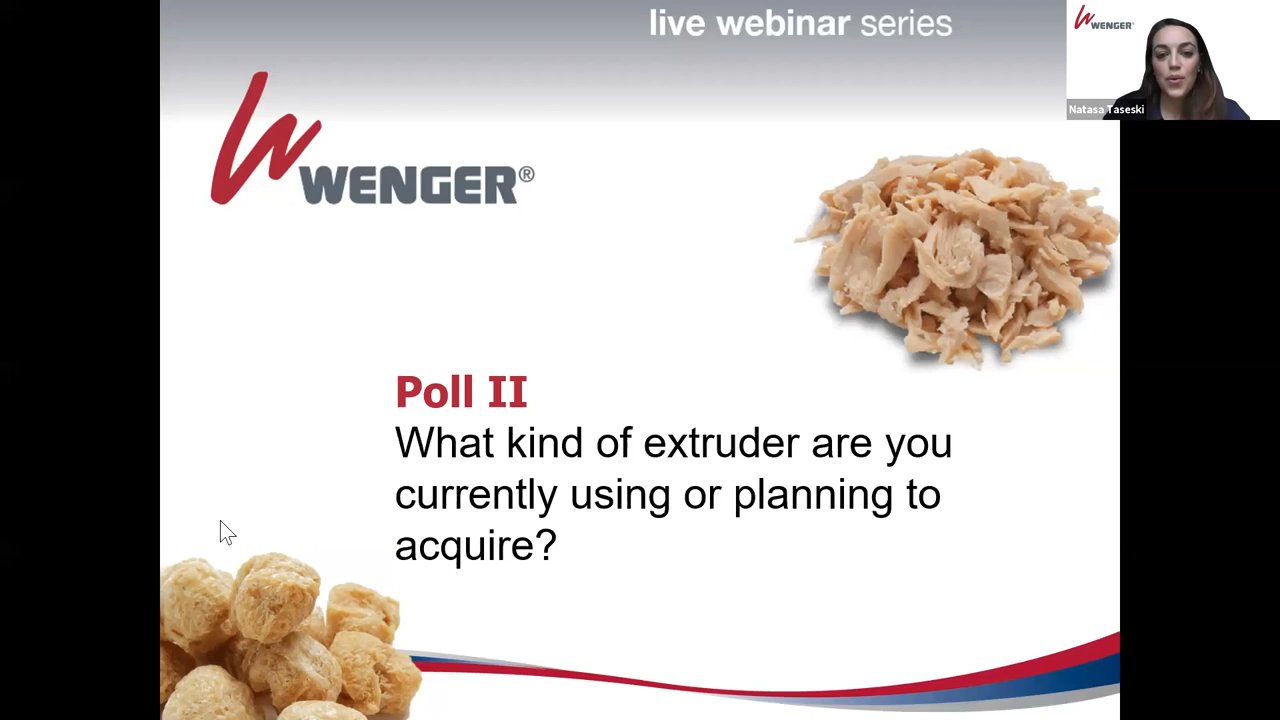 live webinar series
WENGER
Natasa Taseski
WENGER®
Poll II
What kind of extruder are you
currently using or planning to
acquire?